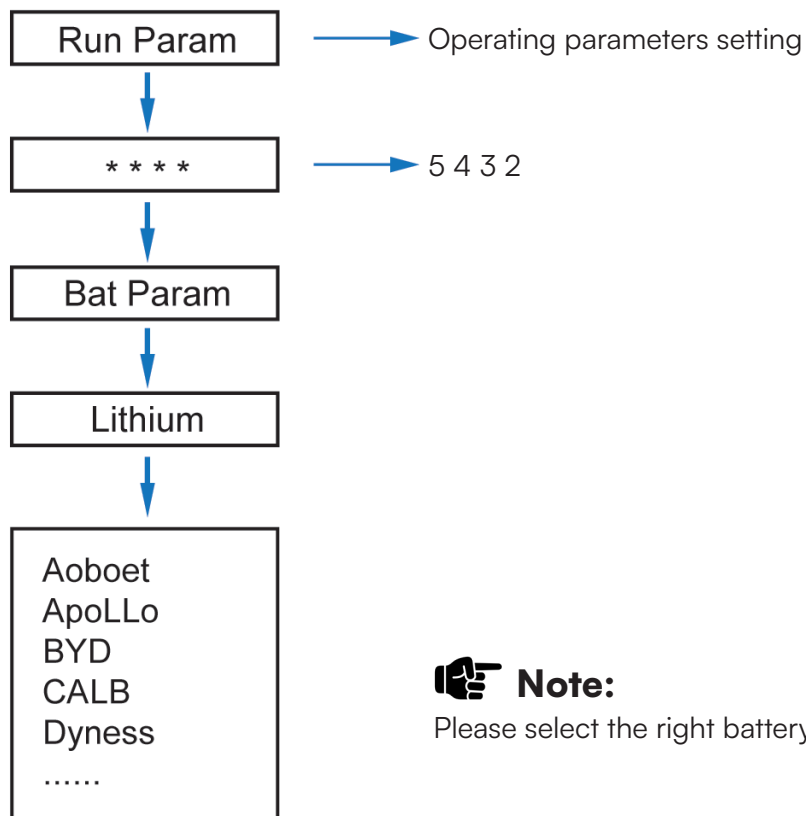 Run Param
Operating parameters setting
* * * *
5 4 3 2
Bat Param
Lithium
Aoboet
ApoLLo
BYD
CALB
Dyness
......
Note:
Please select the right battery